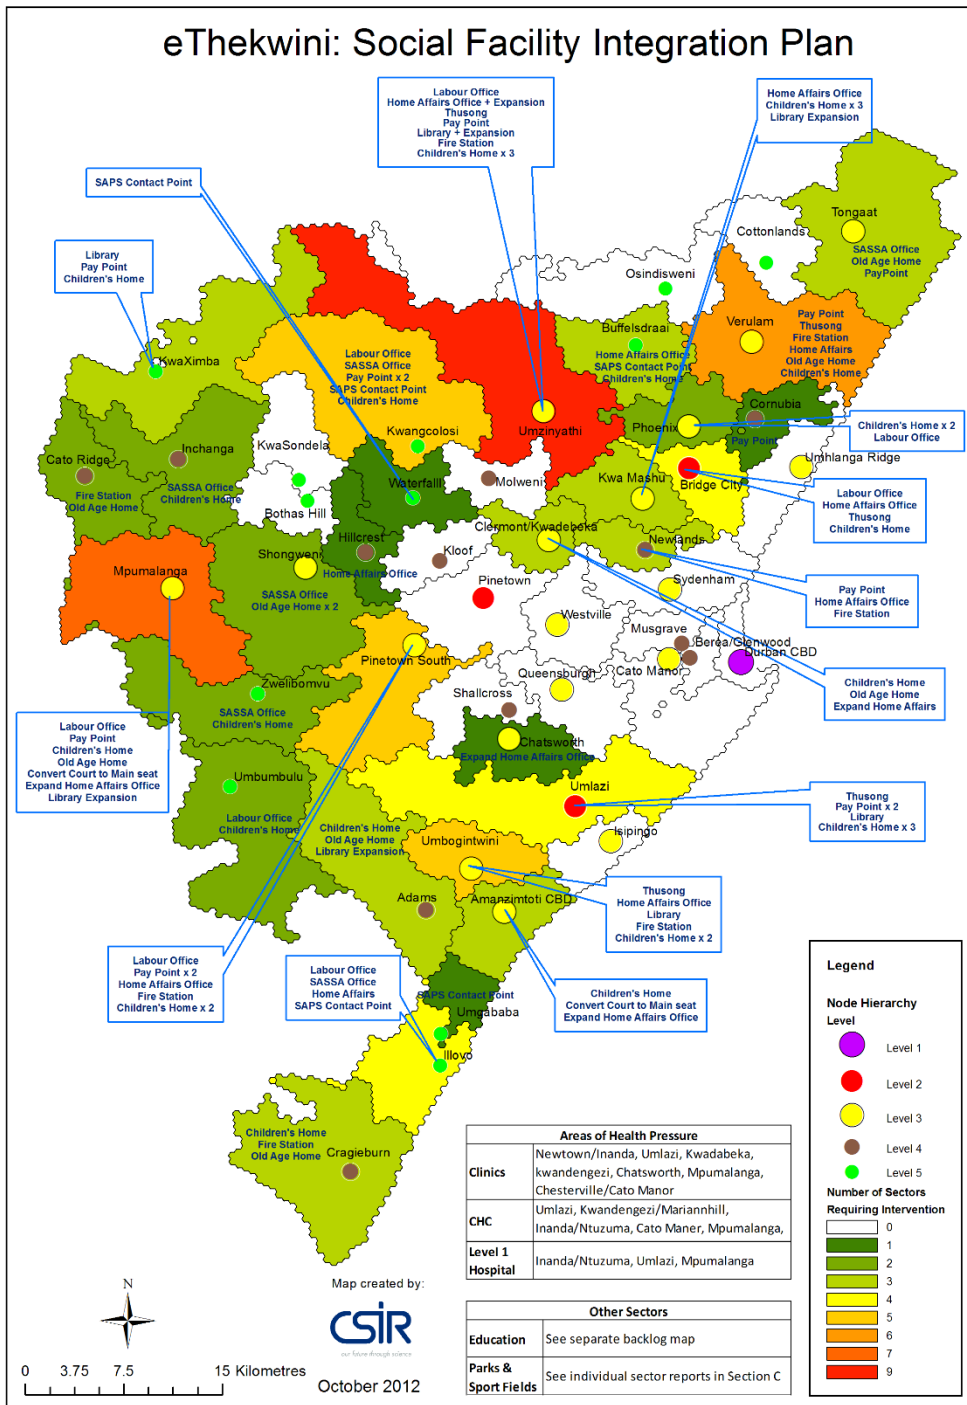 eThekwini: Social Facility Integration Plan
Labour Office
Home Affairs Office + Expansion
Thusong
Pay Point
Library + Expansion
Fire Station
Children's Home x 3
Home Affairs Office
Children's Home x 3
Library Expansion
SAPS Contact Point
Library
Pay Point
Children's Home
Tongaat
SASSA Office
Old Age Home
PayPoint
Cottonlands
Osindisweni
Verulam
Pay Point
Thusong
Fire Station
Home Affairs
Old Age Home
Children's Home
Buffelsdraai
Home Affairs Office
SAPS Contact Point
Children's Home
KwaXimba
Labour Office
SASSA Office
Pay Point x 2
SAPS Contact Point
Children's Home
Kwangcolosi
Umzinyathi
Phoenix
Cornubia
Pay Point
Children's Home x 2
Labour Office
Cato Ridge
Fire Station
Old Age Home
Inchanga
SASSA Office
Children's Home
KwaSondela
Bothas Hill
Waterfalll
Molweni
Kwa Mashu
Bridge City
Umhlanga Ridge
Labour Office
Home Affairs Office
Thusong
Children's Home
Hillcrest
Home Affairs Office
Kloof
Clermont/Kwadebeka
Newlands
Pay Point
Home Affairs Office
Fire Station
Mpumalanga
Shongweni
SASSA Office
Old Age Home x 2
Pinetown
Sydenham
Westville
Musgrave
Berea/Glenwood
Durban CBD
Cato Manor
Pinetown South
Queensburgh
Shallcross
Children's Home
Old Age Home
Expand Home Affairs
Zwelibomvu
SASSA Office
Children's Home
Labour Office
Pay Point
Children's Home
Old Age Home
Convert Court to Main seat
Expand Home Affairs Office
Library Expansion
Chatsworth
Expand Home Affairs Office
Umbumbulu
Labour Office
Children's Home
Umlazi
Thusong
Pay Point x 2
Library
Children's Home x 3
Isipingo
Children's Home
Old Age Home
Library Expansion
Umbogintwini
Adams
Amanzimtoti CBD
Thusong
Home Affairs Office
Library
Fire Station
Children's Home x 2
Labour Office
Pay Point x 2
Home Affairs Office
Fire Station
Children's Home x 2
Labour Office
SASSA Office
Home Affairs
SAPS Contact Point
SAPS Contact Point
Umgababa
Children's Home
Convert Court to Main seat
Expand Home Affairs Office
Illovo
Children's Home
Fire Station
Old Age Home
Cragieburn
Legend
Node Hierarchy
Level
Level 1
Level 2
Level 3
Level 4
Level 5
Number of Sectors
Requiring Intervention
0
1
2
3
4
5
6
7
9
Areas of Health Pressure
Clinics
Newtown/Inanda, Umlazi, Kwadabeka,
kwandengezi, Chatsworth, Mpumalanga,
Chesterville/Cato Manor
CHC
Umlazi, Kwandengezi/Mariannhill,
Inanda/Ntuzuma, Cato Maner, Mpumalanga,
Level 1
Hospital
Inanda/Ntuzuma, Umlazi, Mpumalanga
Other Sectors
Education
See separate backlog map
Parks &
Sport Fields
See individual sector reports in Section C
Map created by:
CSIR
our future through science
October 2012
N
0 3.75 7.5 15 Kilometres